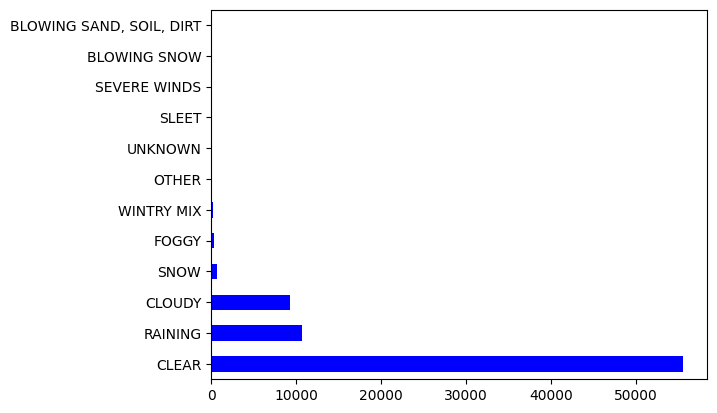 BLOWING SAND, SOIL, DIRT
BLOWING SNOW
SEVERE WINDS
SLEET
UNKNOWN
OTHER
WINTRY MIX
FOGGY
SNOW
CLOUDY
RAINING
CLEAR
0 10000 20000 30000 40000 50000